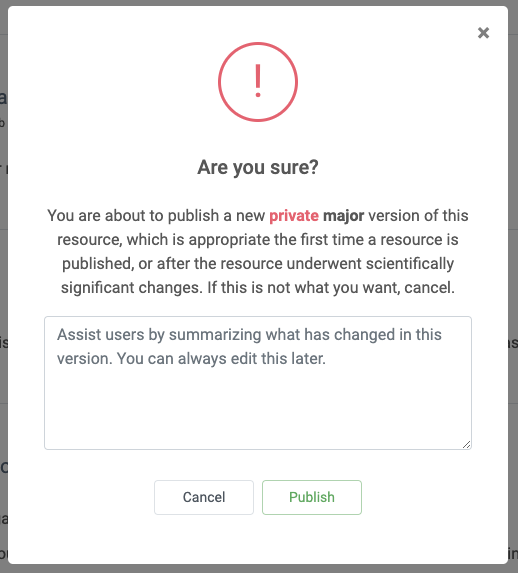 ×
!
Are you sure?
You are about to publish a new private major version of this
resource, which is appropriate the first time a resource is
published, or after the resource underwent scientifically
significant changes. If this is not what you want, cancel.
Assist users by summarizing what has changed in this
version. You can always edit this later.
Cancel
Publish